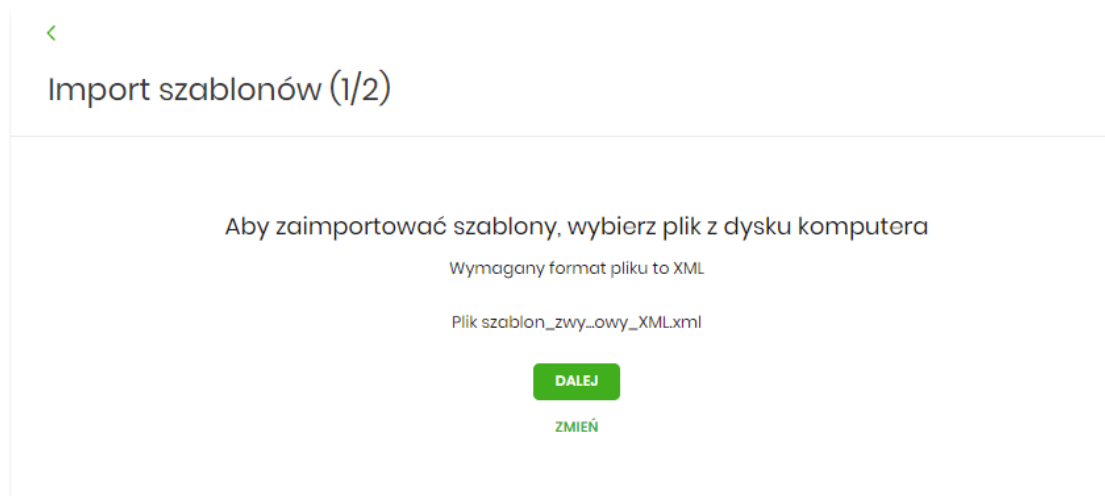 Import szablonów (1/2)
Aby zaimportować szablony, wybierz plik z dysku komputera
Wymagany format pliku to XML
Plik szablon_zwy...owy_XML.xml
DALEJ
ZMIEŃ